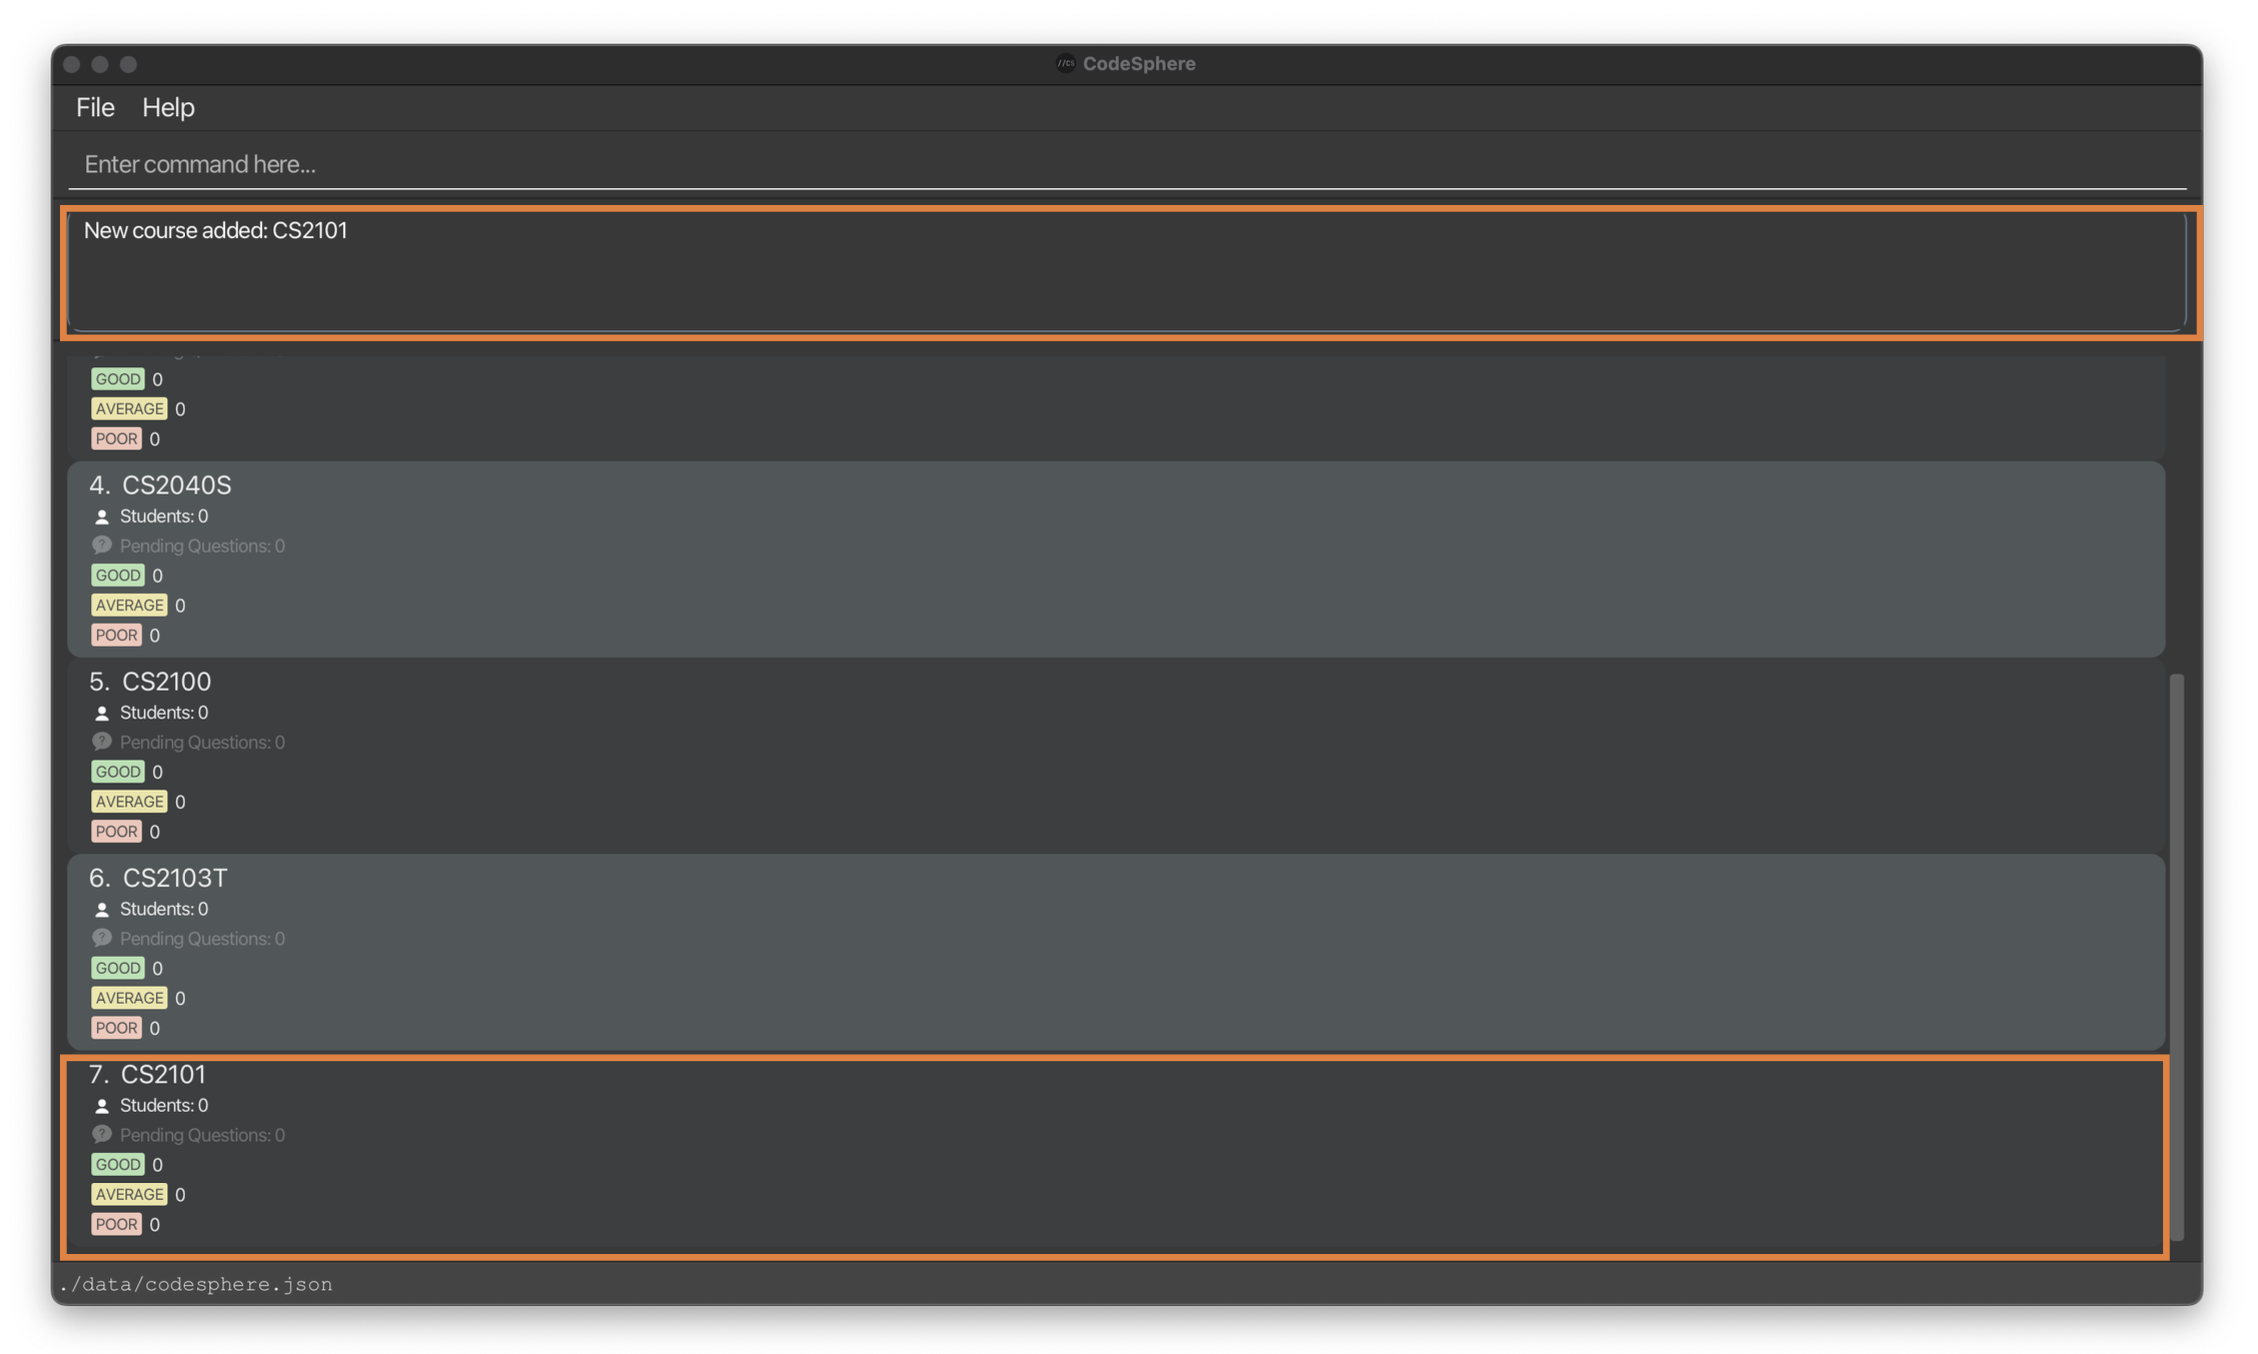 //CS CodeSphere
File Help
Enter command here...
New course added: CS2101
GOOD 0
AVERAGE 0
POOR 0
4. CS2040S
Students: 0
? Pending Questions: 0
GOOD 0
AVERAGE 0
POOR 0
5. CS2100
Students: 0
? Pending Questions: 0
GOOD 0
AVERAGE 0
POOR 0
6. CS2103T
Students: 0
? Pending Questions: 0
GOOD 0
AVERAGE 0
POOR 0
7. CS2101
Students: 0
? Pending Questions: 0
GOOD 0
AVERAGE 0
POOR 0
./data/codesphere.json